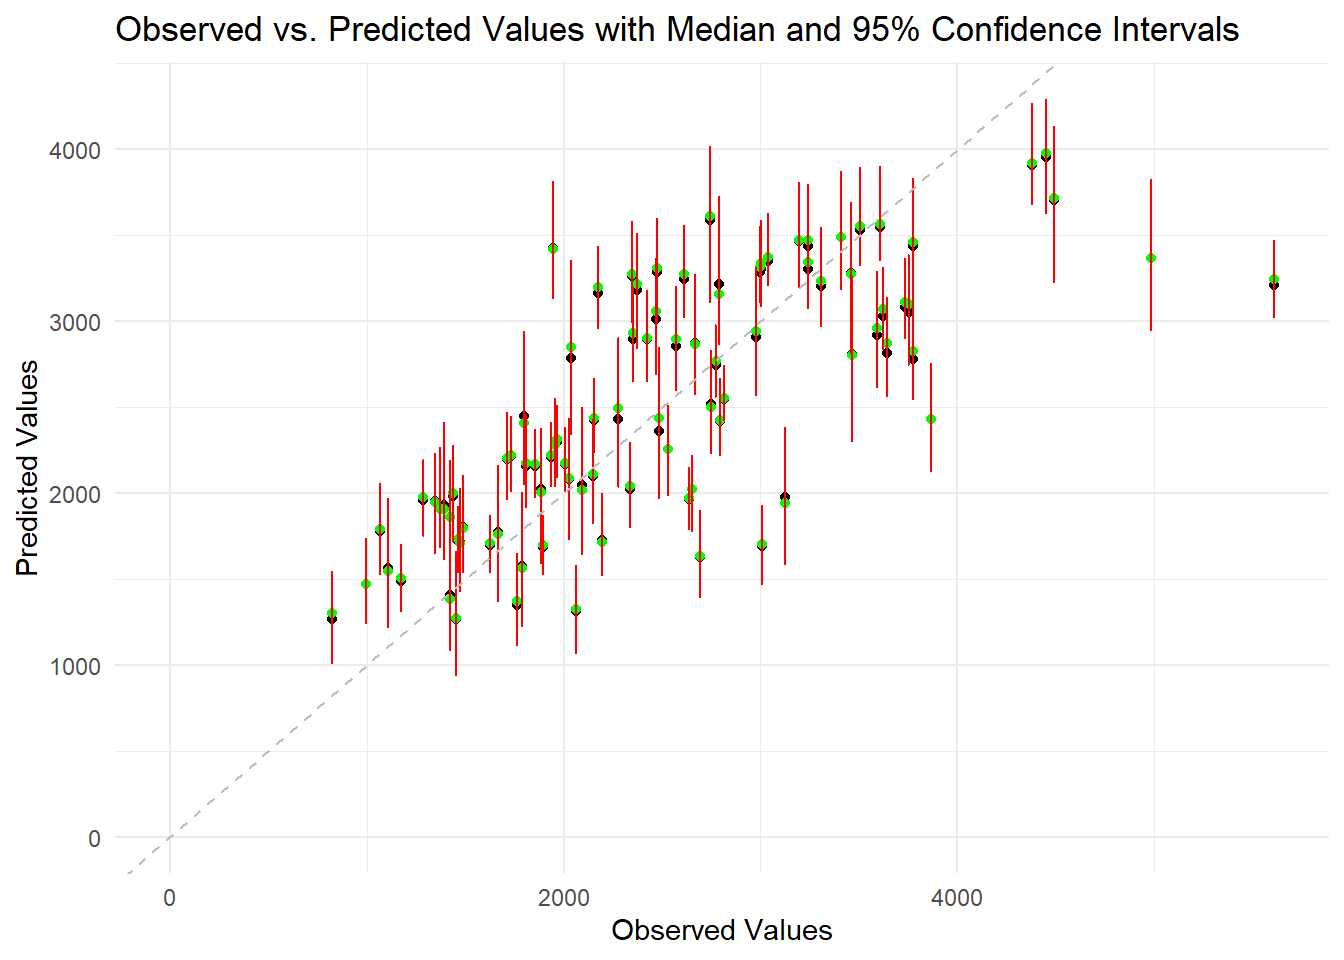 Observed vs. Predicted Values with Median and 95% Confidence Intervals
Predicted Values
4000
3000
2000
1000
0
0 2000 4000
Observed Values